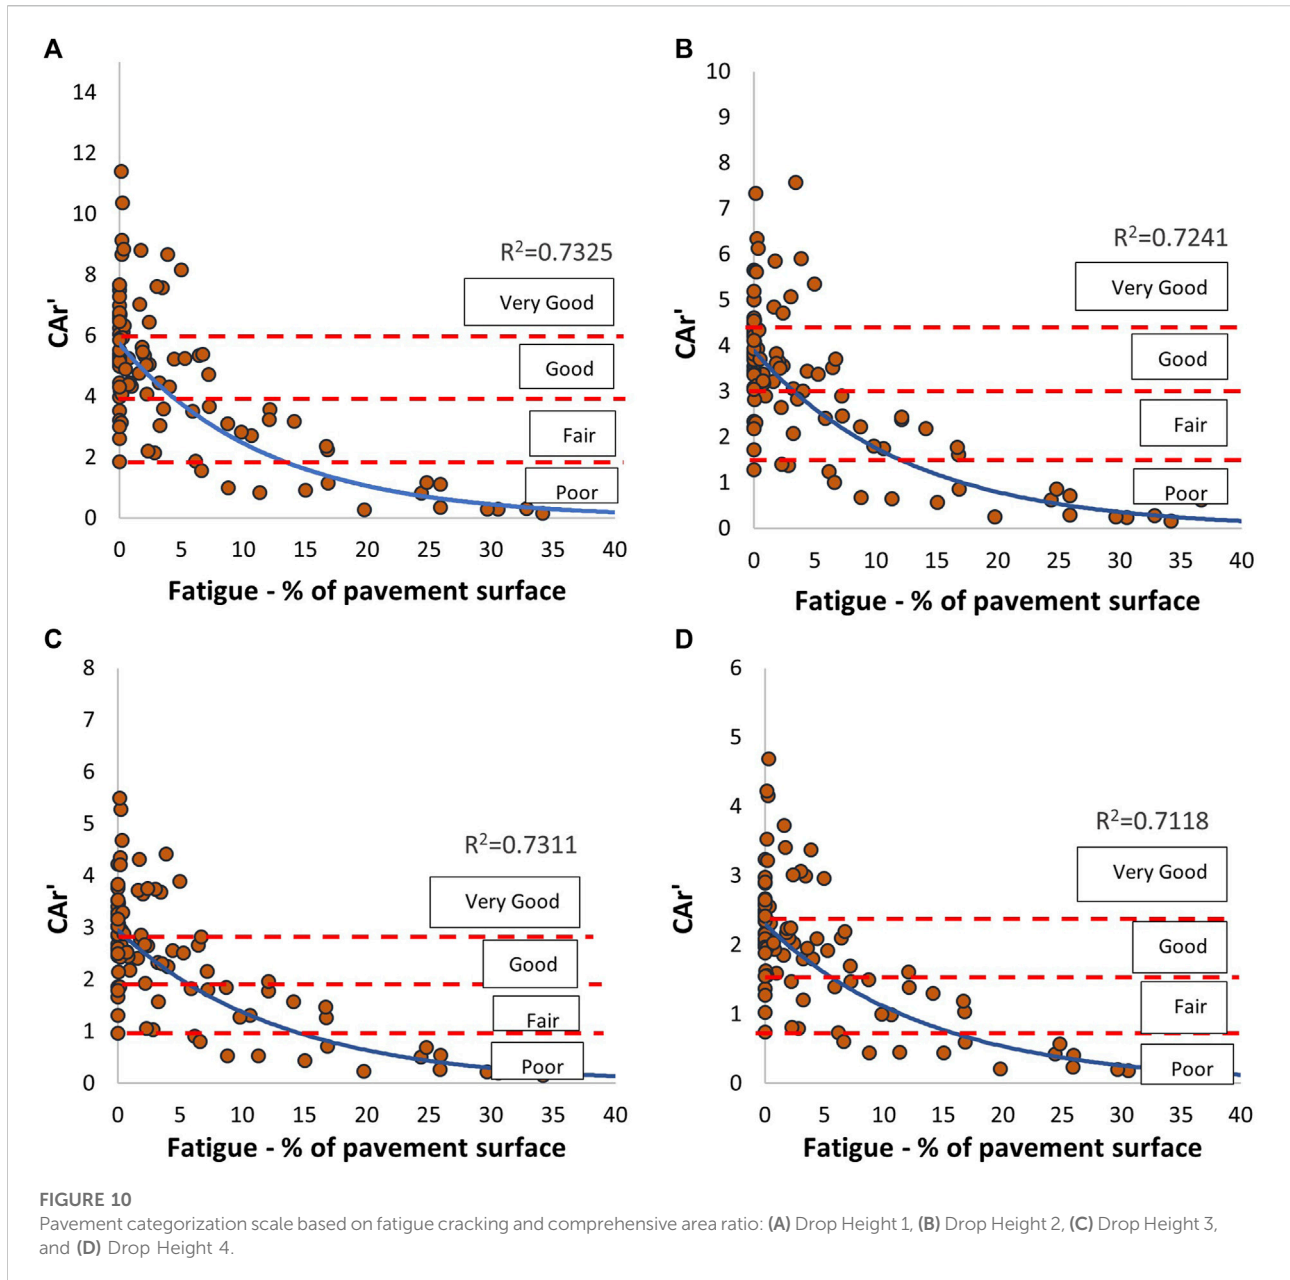 A
CAr'
14
12
10
8
6
4
2
0
R²=0.7325
Very Good
Good
Fair
Poor
0 5 10 15 20 25 30 35 40
Fatigue - % of pavement surface
B
CAr'
10
9
8
7
6
5
4
3
2
1
0
R²=0.7241
Very Good
Good
Fair
Poor
0 5 10 15 20 25 30 35 40
Fatigue - % of pavement surface
C
CAr'
8
7
6
5
4
3
2
1
0
R²=0.7311
Very Good
Good
Fair
Poor
0 5 10 15 20 25 30 35 40
Fatigue - % of pavement surface
D
CAr'
6
5
4
3
2
1
0
R²=0.7118
Very Good
Good
Fair
Poor
0 5 10 15 20 25 30 35 40
Fatigue - % of pavement surface
FIGURE 10
Pavement categorization scale based on fatigue cracking and comprehensive area ratio: (A) Drop Height 1, (B) Drop Height 2, (C) Drop Height 3,
and (D) Drop Height 4.